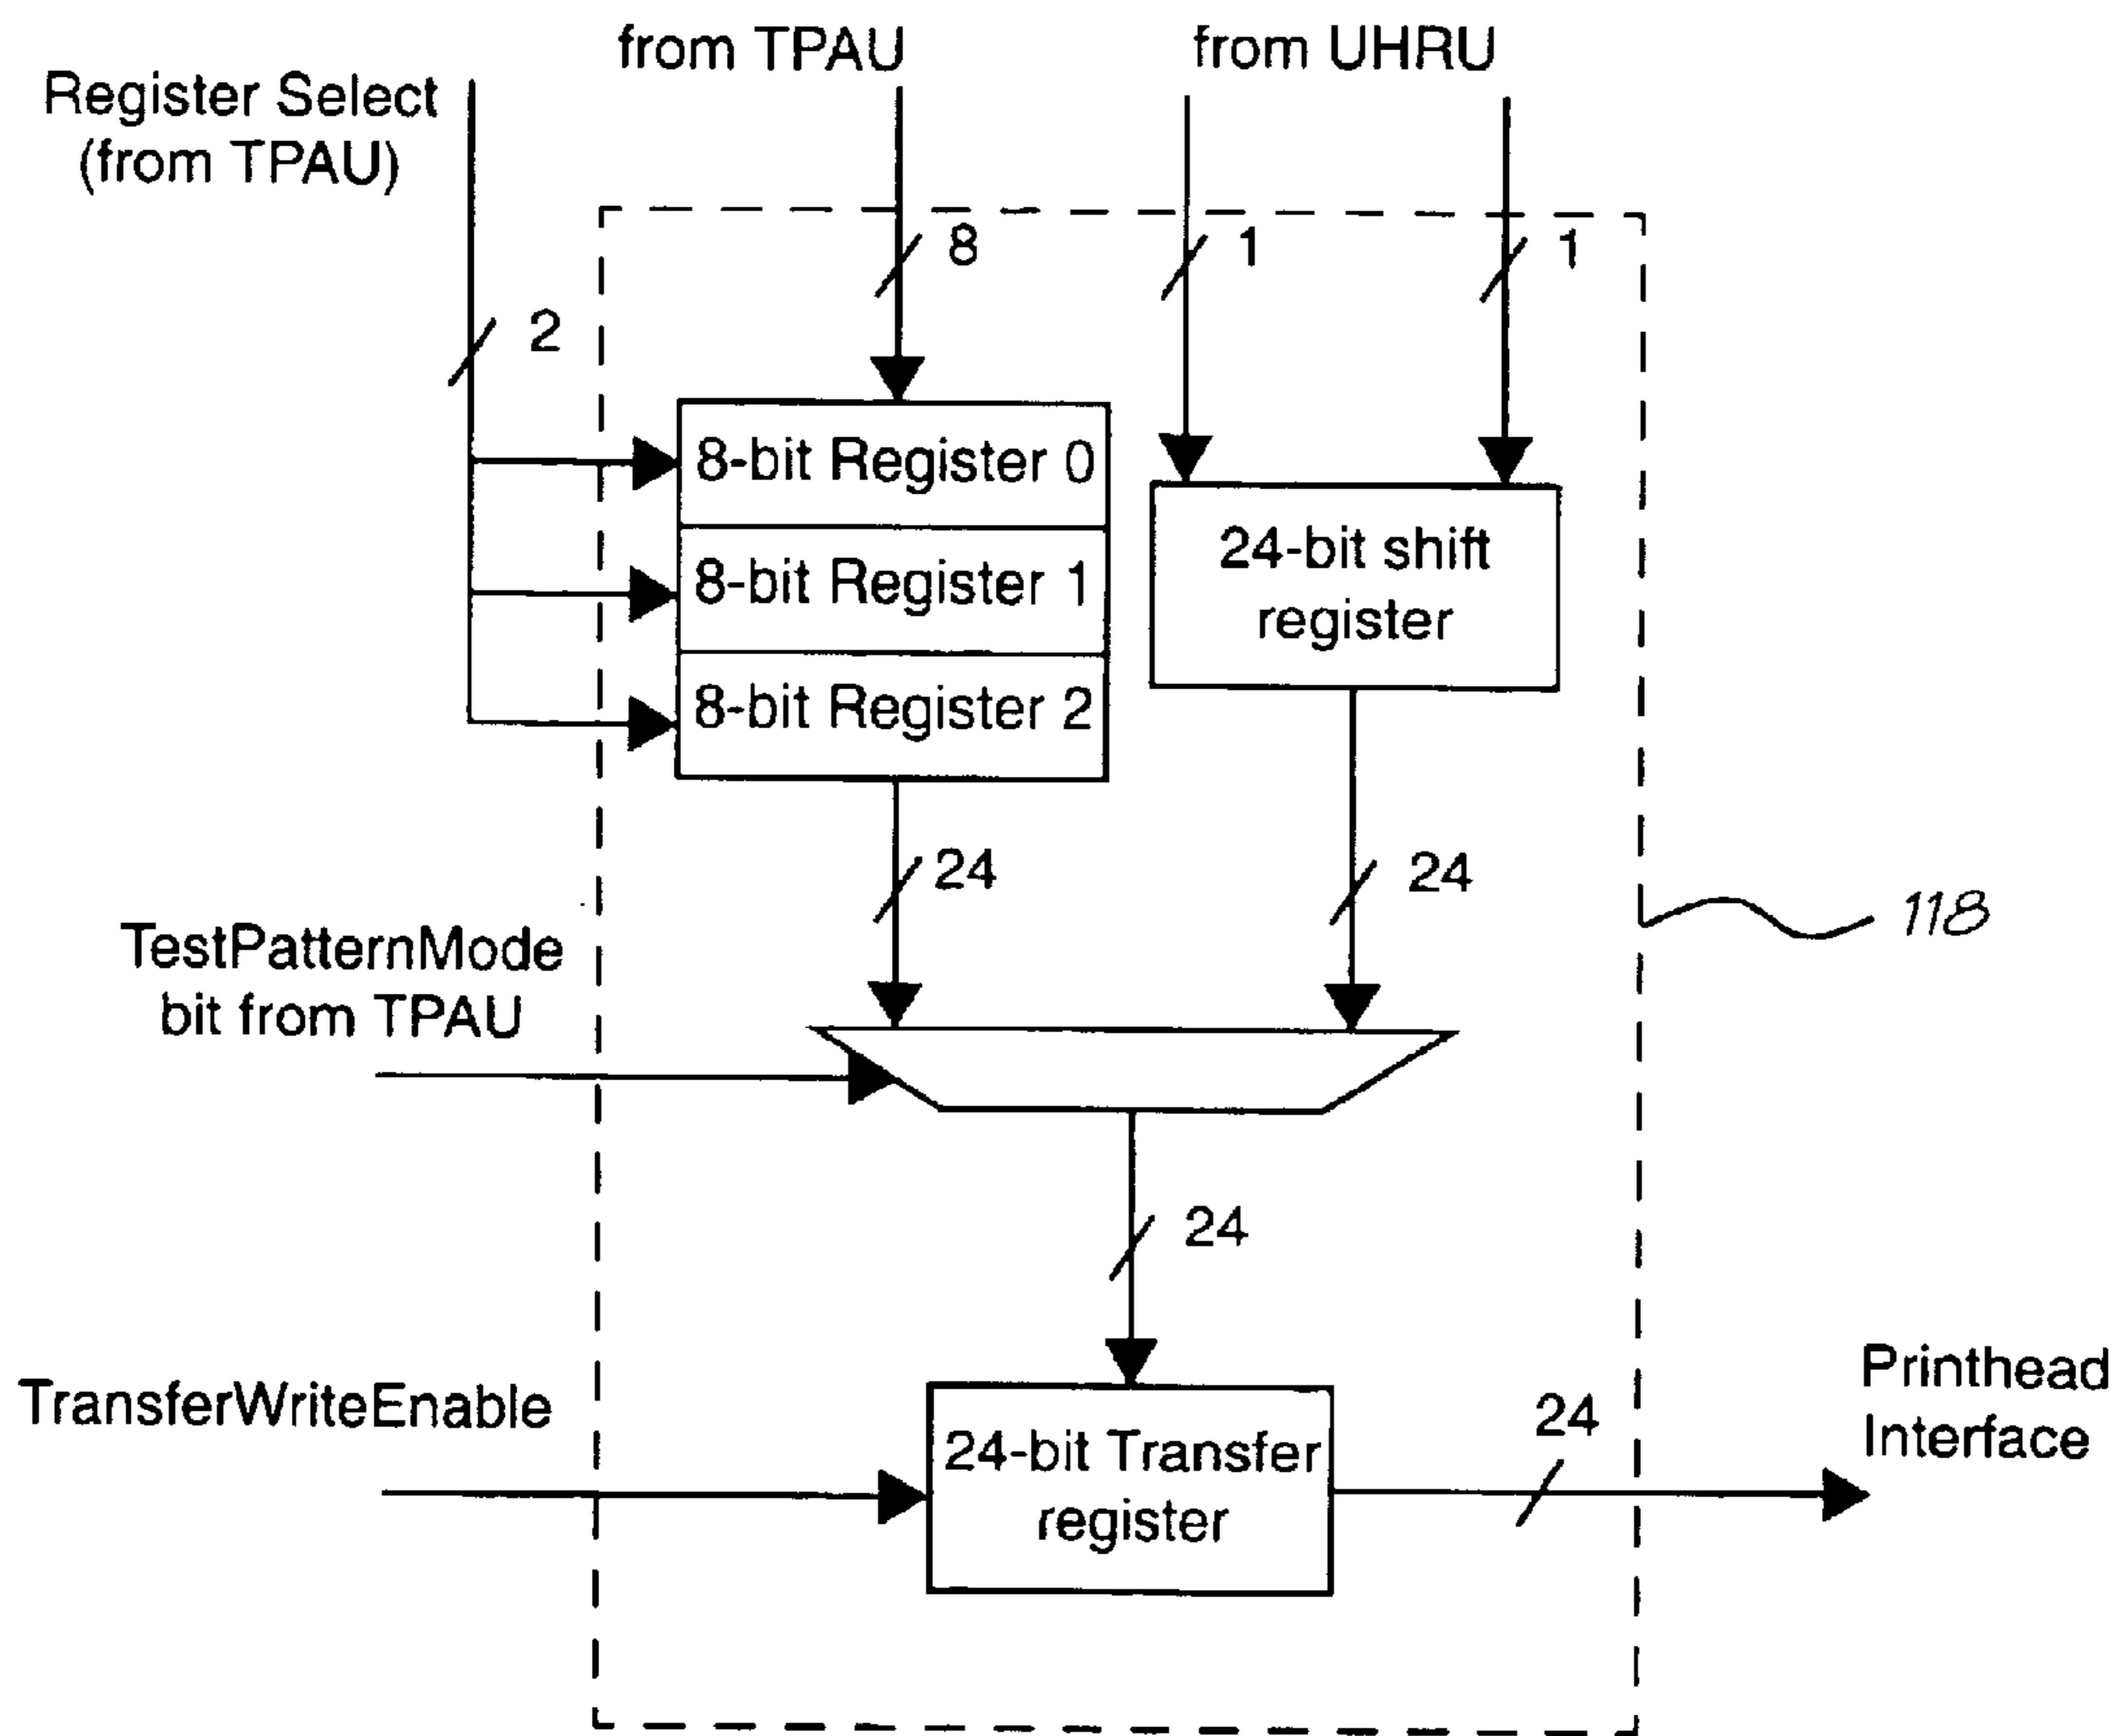 from TPAU
from UHRU
Register Select
(from TPAU)
8
1
1
2
8-bit Register 0
8-bit Register 1
8-bit Register 2
24-bit shift
register
24
24
118
TestPatternMode
bit from TPAU
24
TransferWriteEnable
24-bit Transfer
register
24
Printhead
Interface